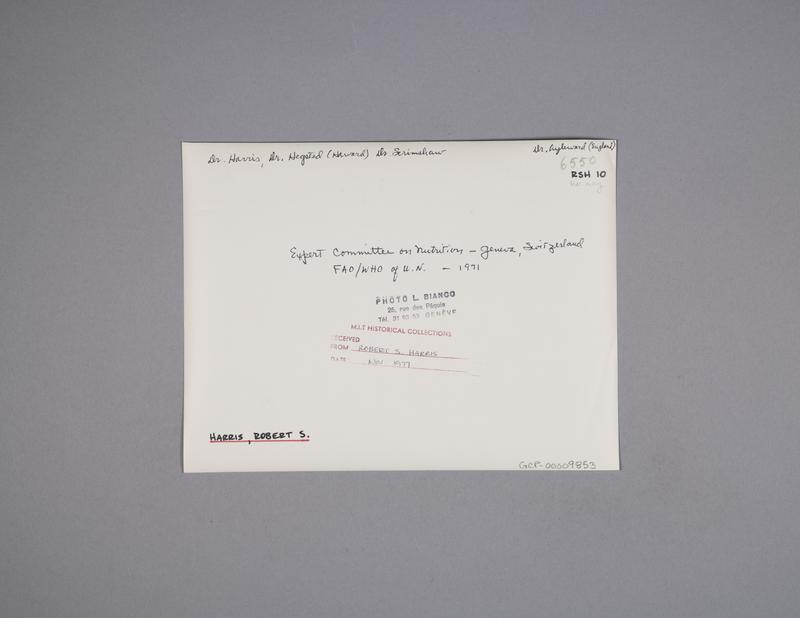 Dr. Harris, Dr. Hegsted (Harvard) Dr. Scrimshaw
Dr. (England)
6550
RSH 10
no neg
Expert Committee on Nutrition – Geneva, Switzerland
FAO/WHO of U.N. – 1971
PHOTO L. BIANCO
25, rue des Pâquis
GENÈVE
M.I.T HISTORICAL COLLECTIONS
RECEIVED
FROM ROBERT S. HARRIS
DATE NOV 1977
HARRIS, ROBERT S.
GCP-00009853